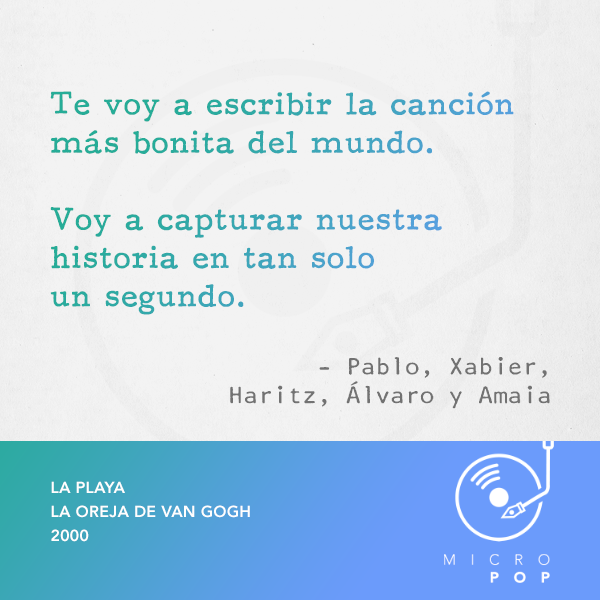 Te voy a escribir la canción
más bonita del mundo.
Voy a capturar nuestra
historia en tan solo
un segundo.
– Pablo, Xabier,
Haritz, Álvaro y Amaia
LA PLAYA
LA OREJA DE VAN GOGH
2000
MICRO
POP